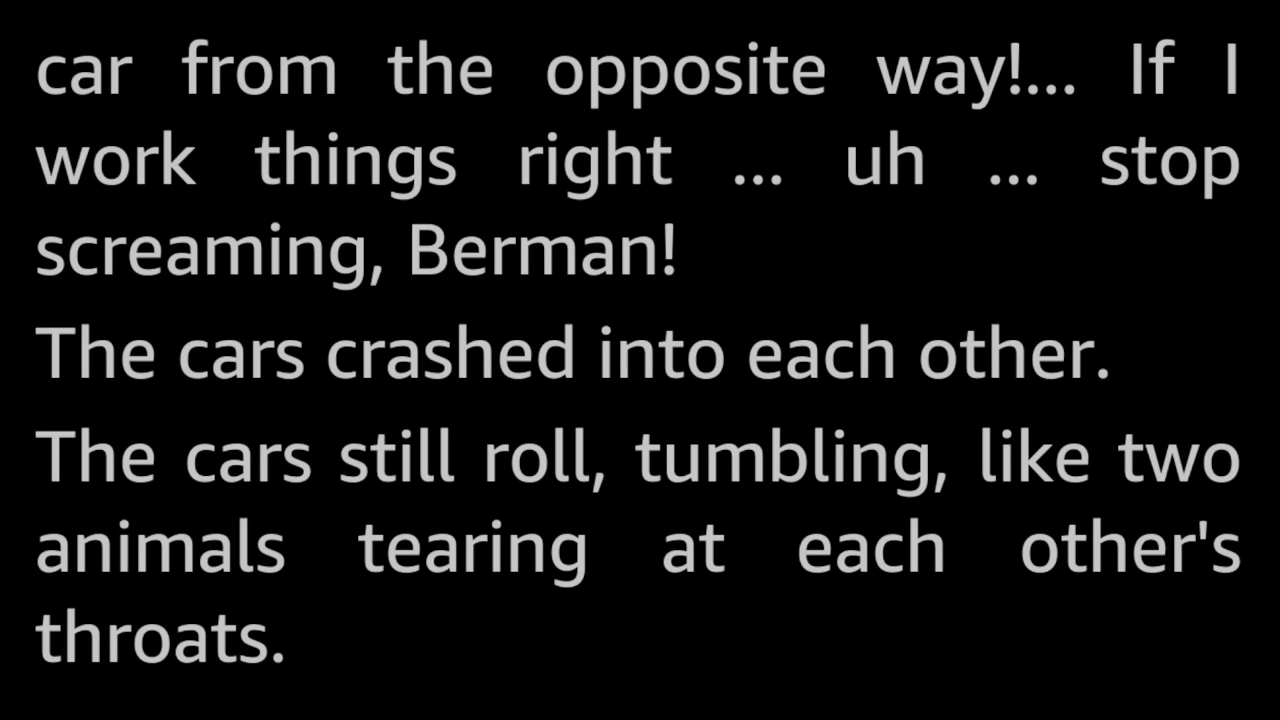 car from the opposite way!... If I
work things right ... uh ... stop
screaming, Berman!
The cars crashed into each other.
The cars still roll, tumbling, like two
animals tearing at each other's
throats.